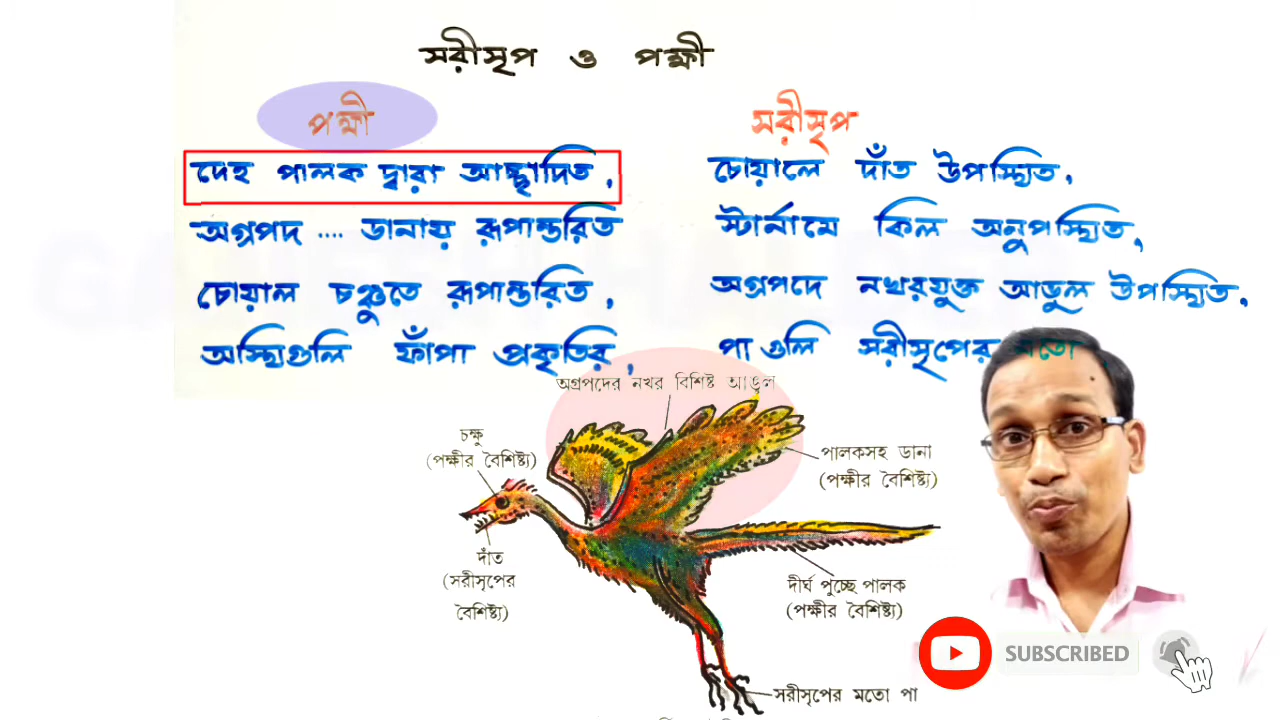 সরীসৃপ ও পক্ষী
পক্ষী
দেহ পালক দ্বারা আচ্ছাদিত,
অগ্রপদ .... ডানায় রূপান্তরিত
চোয়াল চঞ্চুতে রূপান্তরিত,
অস্থিগুলি ফাঁপা প্রকৃতির,
সরীসৃপ
চোয়ালে দাঁত উপস্থিত,
স্টার্নামে কিল অনুপস্থিত,
অগ্রপদে নখরযুক্ত আঙুল উপস্থিত,
পা গুলি সরীসৃপের মতো
অগ্রপদের নখর বিশিষ্ট আঙুল
চক্ষু
(পক্ষীর বৈশিষ্ট্য)
পালকসহ ডানা
(পক্ষীর বৈশিষ্ট্য)
দাঁত
(সরীসৃপের
বৈশিষ্ট্য)
দীর্ঘ পুচ্ছে পালক
(পক্ষীর বৈশিষ্ট্য)
সরীসৃপের মতো পা
SUBSCRIBED